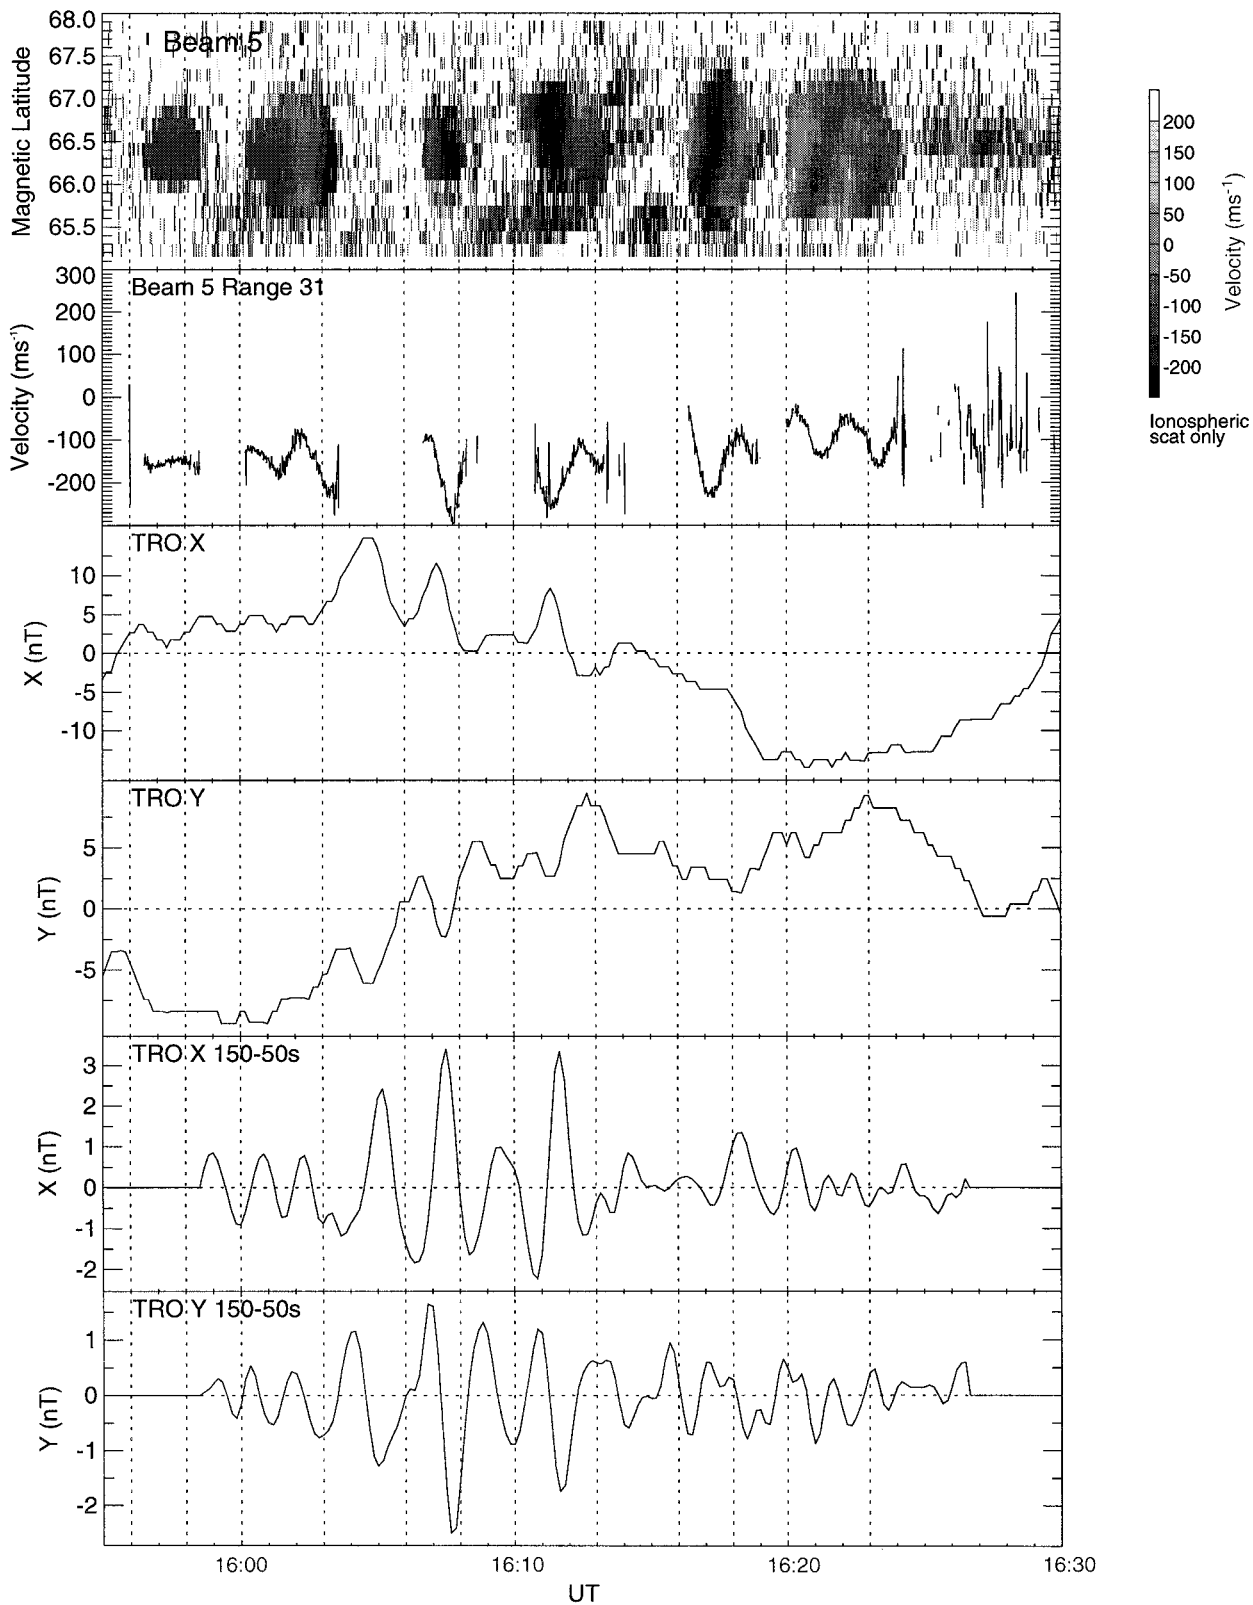 Beam 5
68.0
67.5
67.0
66.5
66.0
65.5
Magnetic Latitude
200
150
100
50
0
-50
-100
-150
-200
Velocity (ms-1)
Ionospheric
scat only
Beam 5 Range 31
300
200
100
0
-100
-200
Velocity (ms-1)
TRO X
10
5
0
-5
-10
X (nT)
TRO Y
5
0
-5
Y (nT)
TRO X 150-50s
3
2
1
0
-1
-2
X (nT)
TRO Y 150-50s
1
0
-1
-2
Y (nT)
16:00
16:10
16:20
16:30
UT